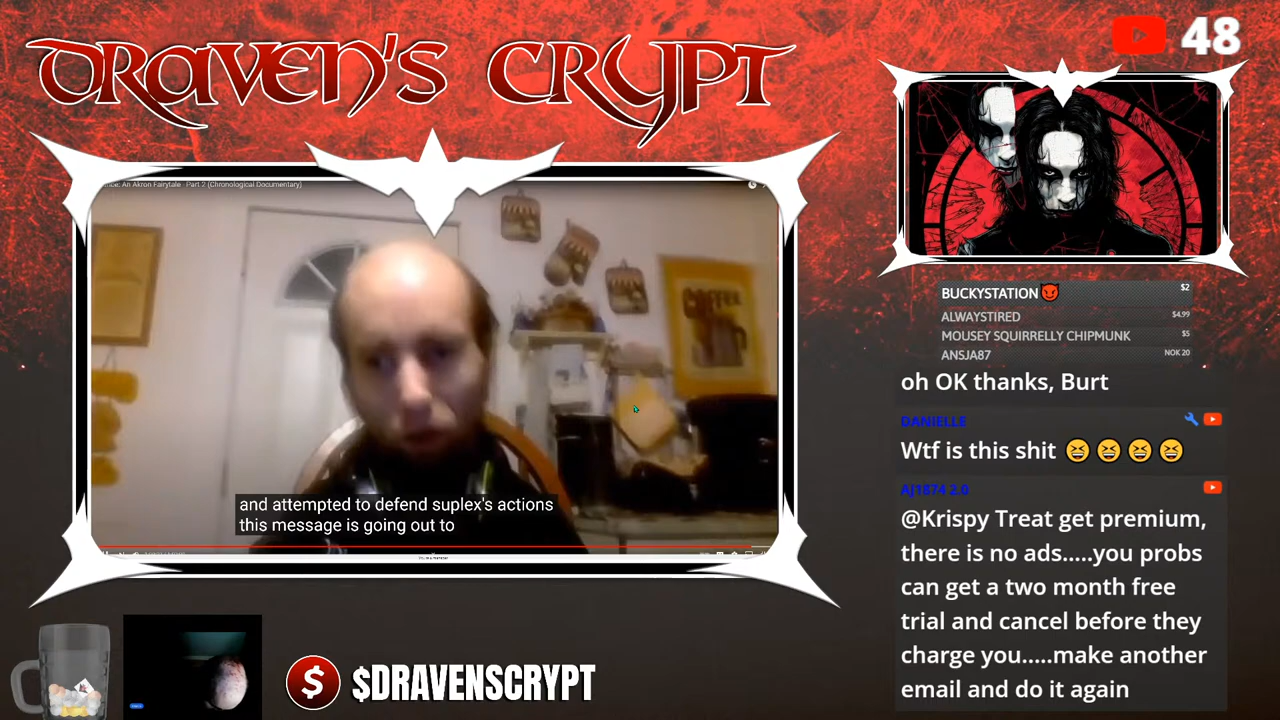 DRAVEN'S CRYPT
48
An Akron Fairytale - Part 2 (Chronological Documentary)
COFFEE
and attempted to defend suplex's actions
this message is going out to
BUCKYSTATION😈 $2
ALWAYSTIRED $4.99
MOUSEY SQUIRRELLY CHIPMUNK $5
ANSJA87 NOK 20
oh OK thanks, Burt
DANIELLE
Wtf is this shit 😆😆😆😆
AJ1874 2.0
@Krispy Treat get premium,
there is no ads.....you probs
can get a two month free
trial and cancel before they
charge you.....make another
email and do it again
$DRAVENSCRYPT